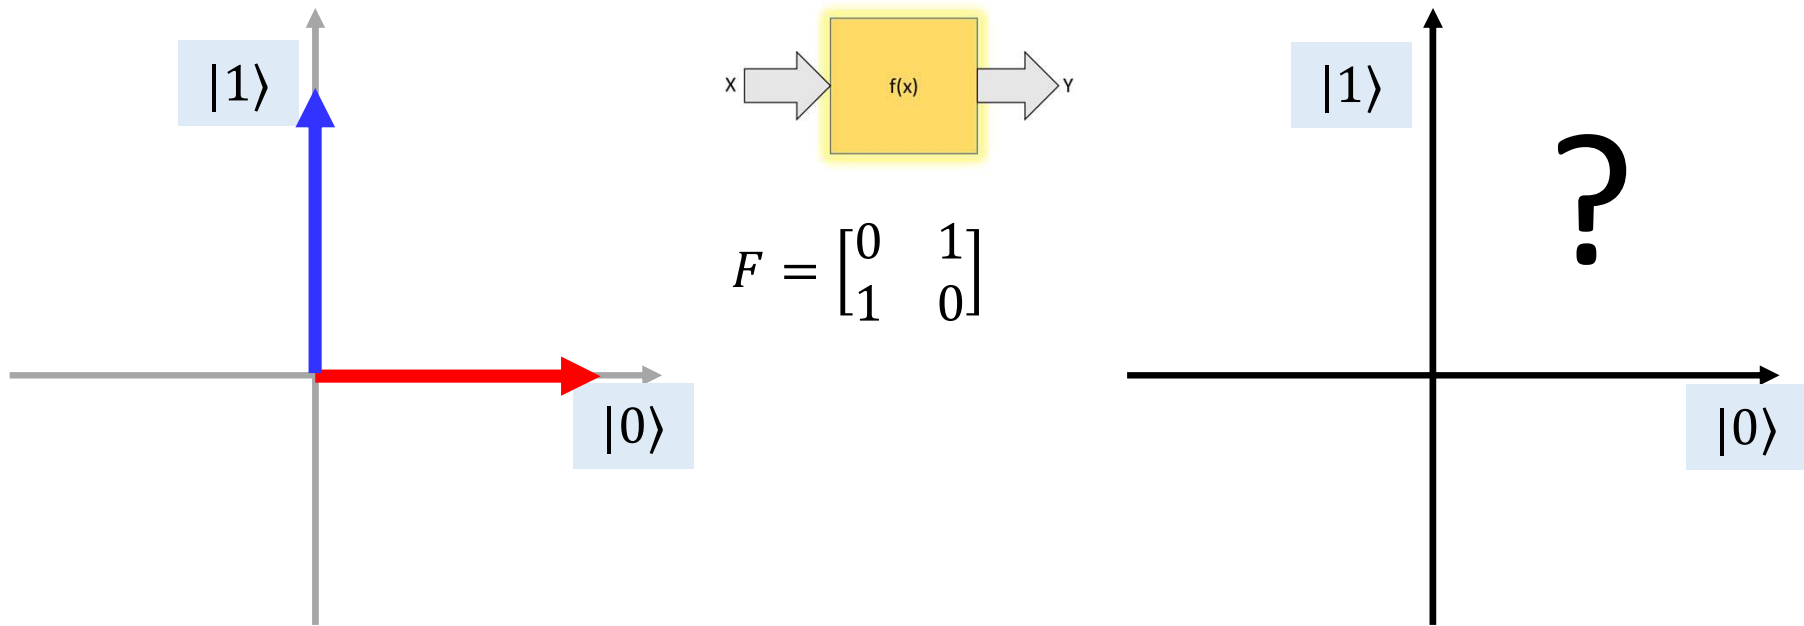 |1⟩
|0⟩
X
f(x)
Y
F = [0 1
1 0]
|1⟩
?
|0⟩